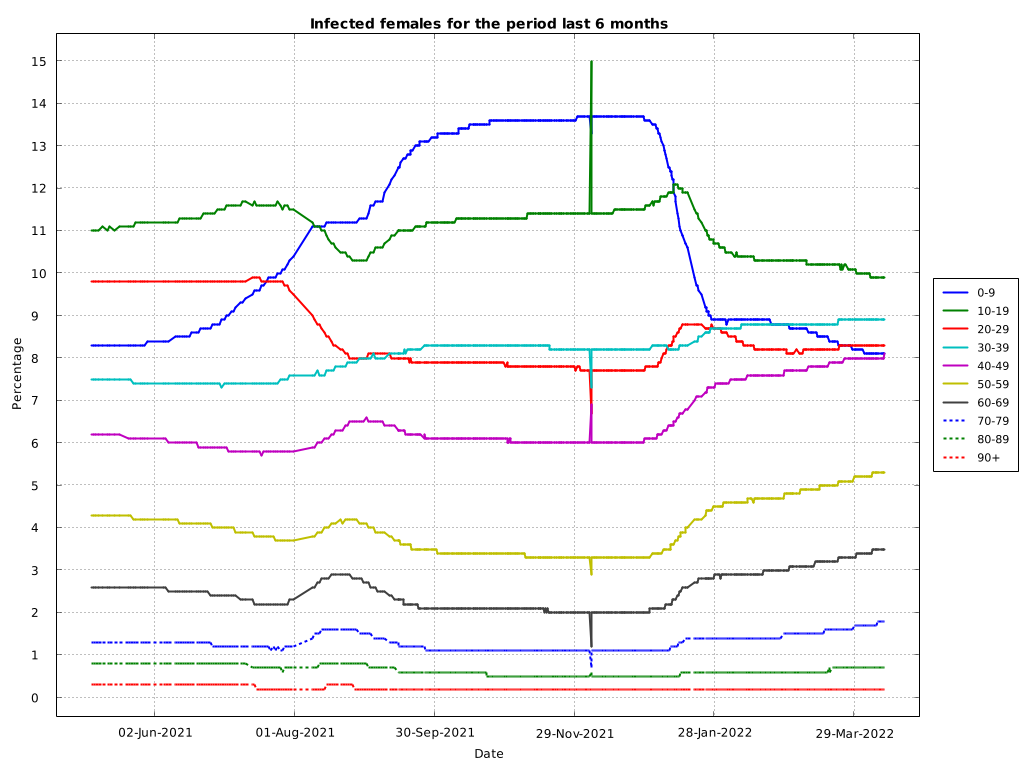 Infected females for the period last 6 months
15
14
13
12
11
10
9
8
7
6
5
4
3
2
1
0
Percentage
02-Jun-2021
01-Aug-2021
30-Sep-2021
29-Nov-2021
28-Jan-2022
29-Mar-2022
Date
0-9
10-19
20-29
30-39
40-49
50-59
60-69
70-79
80-89
90+